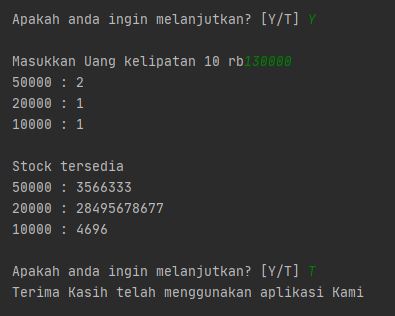 Apakah anda ingin melanjutkan? [Y/T] Y
Masukkan Uang kelipatan 10 rb130000
50000 : 2
20000 : 1
10000 : 1
Stock tersedia
50000 : 3566333
20000 : 28495678677
10000 : 4696
Apakah anda ingin melanjutkan? [Y/T] T
Terima Kasih telah menggunakan aplikasi Kami